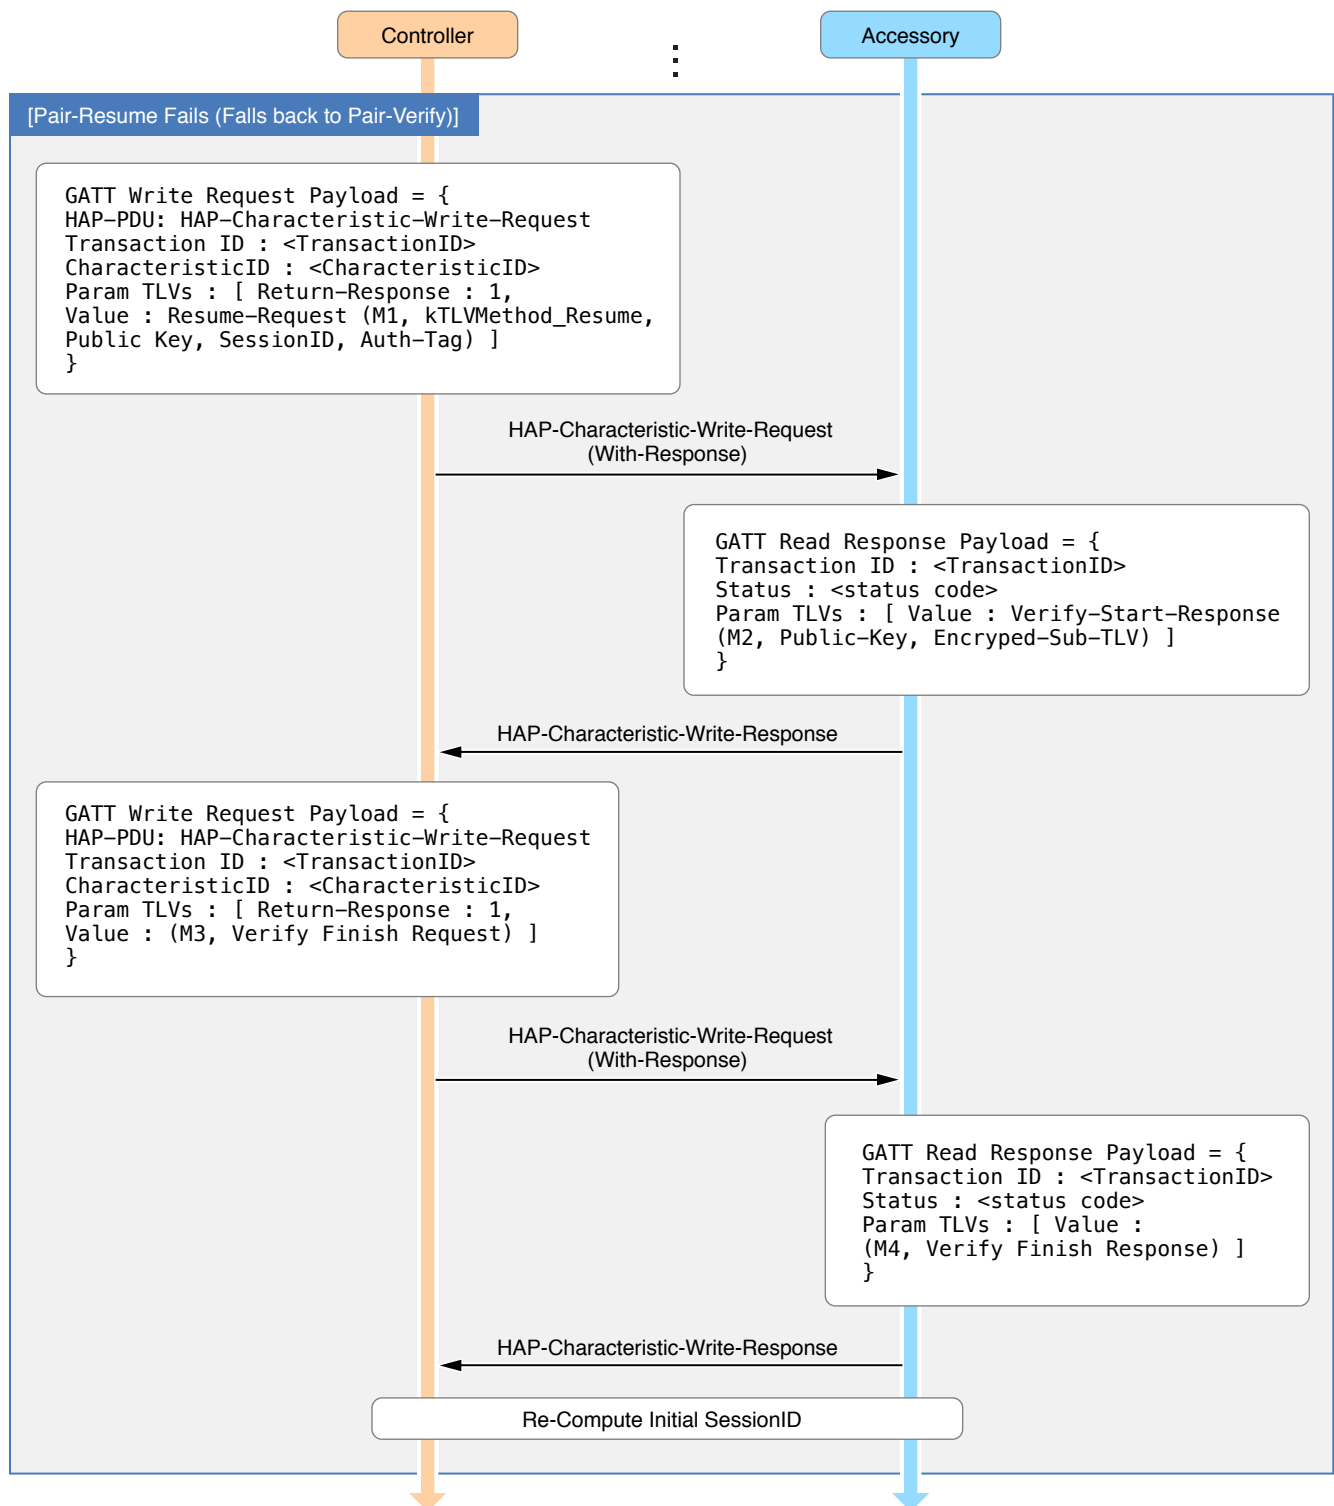 Controller
Accessory
[Pair-Resume Fails (Falls back to Pair-Verify)]
GATT Write Request Payload = {
HAP-PDU: HAP-Characteristic-Write-Request
Transaction ID : <TransactionID>
CharacteristicID : <CharacteristicID>
Param TLVs : [ Return-Response : 1,
Value : Resume-Request (M1, kTLVMethod_Resume,
Public Key, SessionID, Auth-Tag) ]
}
HAP-Characteristic-Write-Request
(With-Response)
GATT Read Response Payload = {
Transaction ID : <TransactionID>
Status : <status code>
Param TLVs : [ Value : Verify-Start-Response
(M2, Public-Key, Encryped-Sub-TLV) ]
}
HAP-Characteristic-Write-Response
GATT Write Request Payload = {
HAP-PDU: HAP-Characteristic-Write-Request
Transaction ID : <TransactionID>
CharacteristicID : <CharacteristicID>
Param TLVs : [ Return-Response : 1,
Value : (M3, Verify Finish Request) ]
}
HAP-Characteristic-Write-Request
(With-Response)
GATT Read Response Payload = {
Transaction ID : <TransactionID>
Status : <status code>
Param TLVs : [ Value :
(M4, Verify Finish Response) ]
}
HAP-Characteristic-Write-Response
Re-Compute Initial SessionID